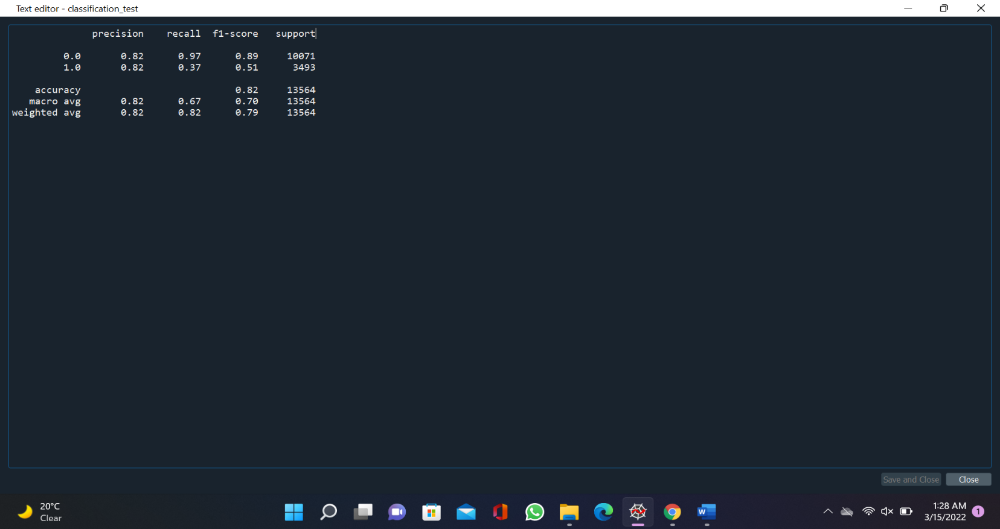 Text editor - classification_test
precision recall f1-score support
0.0 0.82 0.97 0.89 10071
1.0 0.82 0.37 0.51 3493
accuracy 0.82 13564
macro avg 0.82 0.67 0.70 13564
weighted avg 0.82 0.82 0.79 13564
Save and Close Close
20°C
Clear
W
1:28 AM
3/15/2022
1